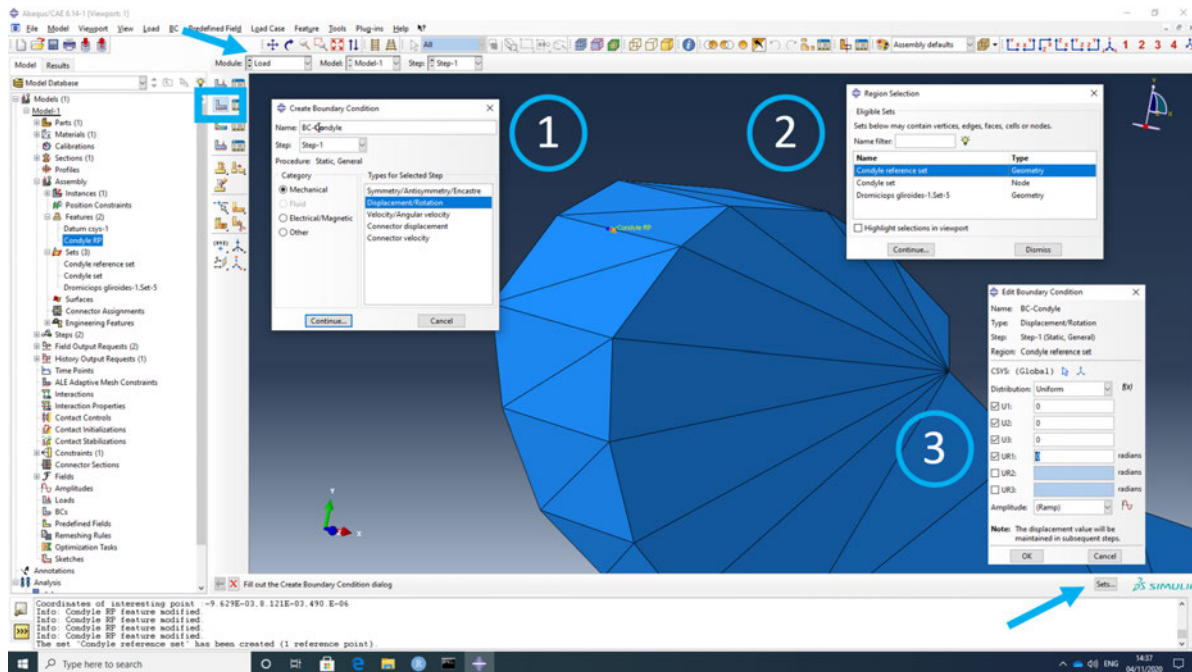 Abaqus/CAE 6.14-1 [Viewport: 1]
File Model Viewport View Load BC Predefined Field Load Case Feature Tools Plug-ins Help
All
Assembly defaults
1 2 3 4
Model Results
Module: Load Model: Model-1 Step: Step-1
Model Database
Models (1)
Model-1
Parts (1)
Materials (1)
Calibrations
Sections (1)
Profiles
Assembly
Instances (1)
Position Constraints
Features (2)
Datum csys-1
Condyle RP
Sets (3)
Condyle reference set
Condyle set
Dromiciops gliroides-1.Set-5
Surfaces
Connector Assignments
Engineering Features
Steps (2)
Field Output Requests (2)
History Output Requests (1)
Time Points
ALE Adaptive Mesh Constraints
Interactions
Interaction Properties
Contact Controls
Contact Initializations
Contact Stabilizations
Constraints (1)
Connector Sections
Fields
Amplitudes
Loads
BCs
Predefined Fields
Remeshing Rules
Optimization Tasks
Sketches
Annotations
Analysis
Create Boundary Condition
Name: BC-Condyle
Step: Step-1
Procedure: Static, General
Category
Mechanical
Fluid
Electrical/Magnetic
Other
Types for Selected Step
Symmetry/Antisymmetry/Encastre
Displacement/Rotation
Velocity/Angular velocity
Connector displacement
Connector velocity
Continue...
Cancel
1
2
Region Selection
Eligible Sets
Sets below may contain vertices, edges, faces, cells or nodes.
Name filter:
Name Type
Condyle reference set Geometry
Condyle set Node
Dromiciops gliroides-1.Set-5 Geometry
Highlight selections in viewport
Continue...
Dismiss
Condyle RP
3
Edit Boundary Condition
Name: BC-Condyle
Type: Displacement/Rotation
Step: Step-1 (Static, General)
Region: Condyle reference set
CSYS: (Global)
Distribution: Uniform f(x)
U1: 0
U2: 0
U3: 0
UR1: 0 radians
UR2: radians
UR3: radians
Amplitude: (Ramp)
Note: The displacement value will be
maintained in subsequent steps.
OK
Cancel
Y
X
Fill out the Create Boundary Condition dialog
Sets...
SIMULIA
Coordinates of interesting point :-9.629E-03,8.121E-03,490.E-06
Info: Condyle RP feature modified.
Info: Condyle RP feature modified.
Info: Condyle RP feature modified.
Info: Condyle RP feature modified.
The set 'Condyle reference set' has been created (1 reference point).
Type here to search
ENG
14:37
04/11/2020